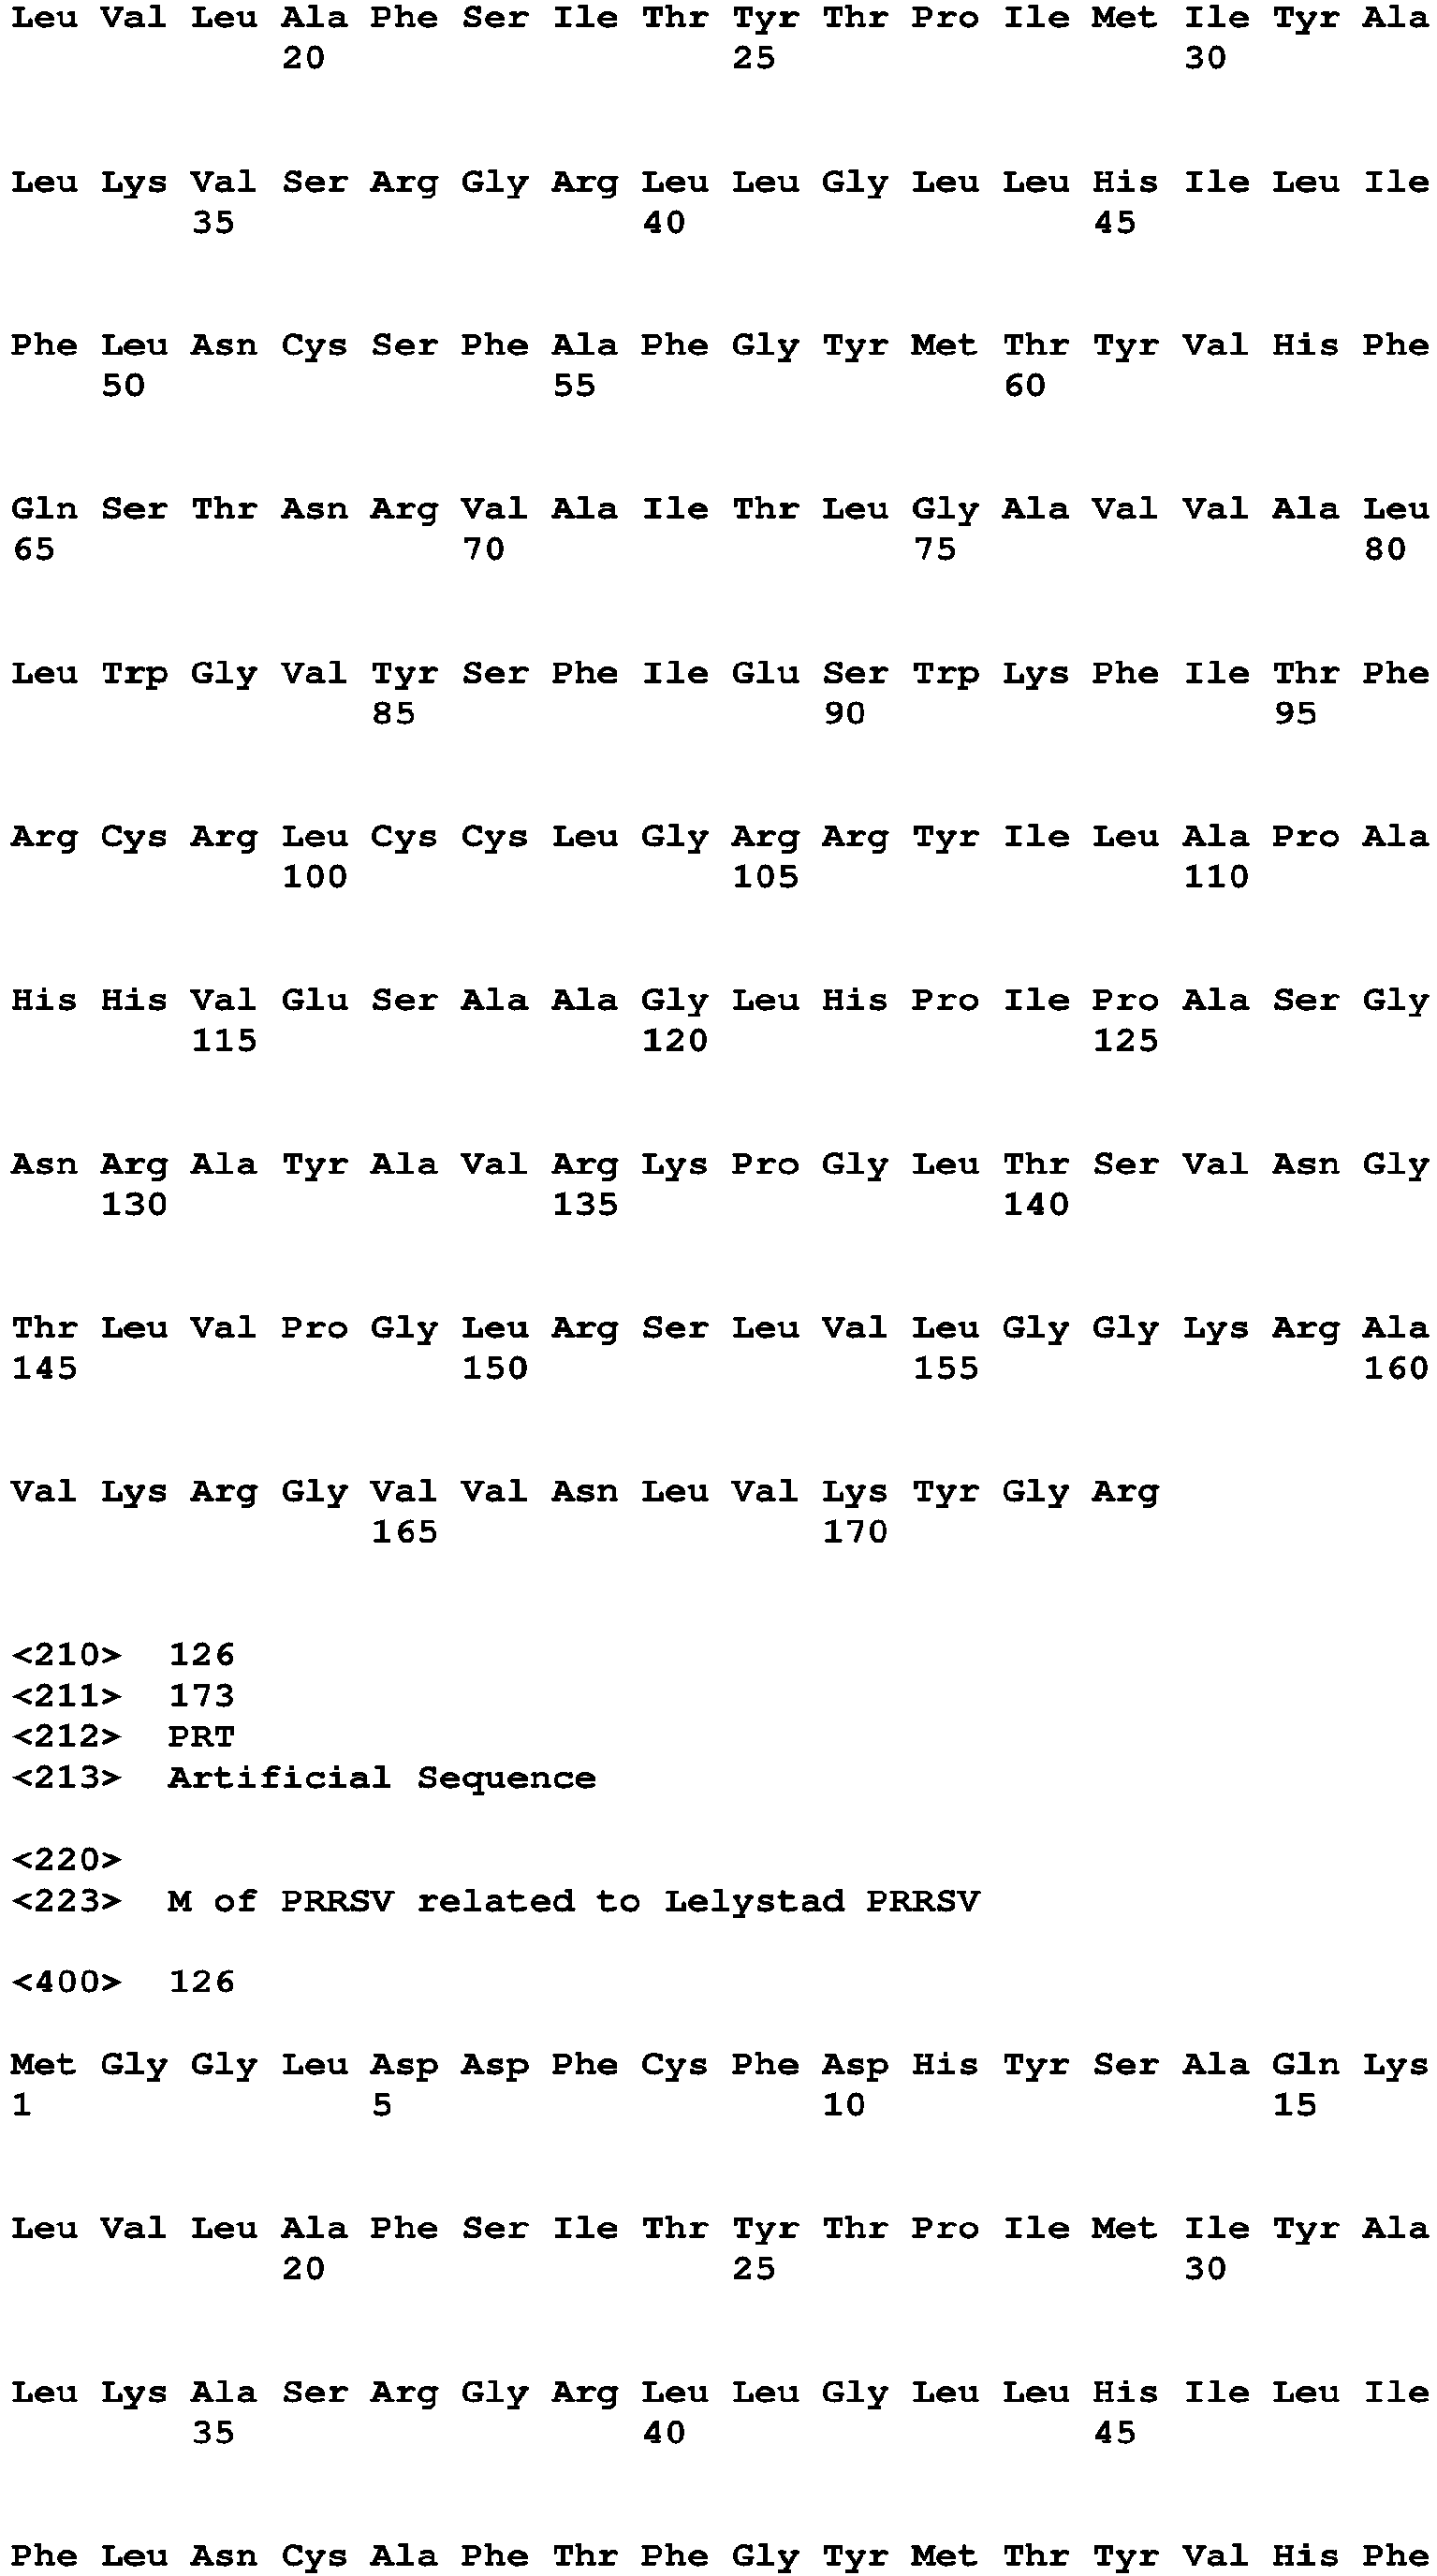 Leu Val Leu Ala Phe Ser Ile Thr Tyr Thr Pro Ile Met Ile Tyr Ala
20 25 30
Leu Lys Val Ser Arg Gly Arg Leu Leu Gly Leu Leu His Ile Leu Ile
35 40 45
Phe Leu Asn Cys Ser Phe Ala Phe Gly Tyr Met Thr Tyr Val His Phe
50 55 60
Gln Ser Thr Asn Arg Val Ala Ile Thr Leu Gly Ala Val Val Ala Leu
65 70 75 80
Leu Trp Gly Val Tyr Ser Phe Ile Glu Ser Trp Lys Phe Ile Thr Phe
85 90 95
Arg Cys Arg Leu Cys Cys Leu Gly Arg Arg Tyr Ile Leu Ala Pro Ala
100 105 110
His His Val Glu Ser Ala Ala Gly Leu His Pro Ile Pro Ala Ser Gly
115 120 125
Asn Arg Ala Tyr Ala Val Arg Lys Pro Gly Leu Thr Ser Val Asn Gly
130 135 140
Thr Leu Val Pro Gly Leu Arg Ser Leu Val Leu Gly Gly Lys Arg Ala
145 150 155 160
Val Lys Arg Gly Val Val Asn Leu Val Lys Tyr Gly Arg
165 170
<210> 126
<211> 173
<212> PRT
<213> Artificial Sequence
<220>
<223> M of PRRSV related to Lelystad PRRSV
<400> 126
Met Gly Gly Leu Asp Asp Phe Cys Phe Asp His Tyr Ser Ala Gln Lys
1 5 10 15
Leu Val Leu Ala Phe Ser Ile Thr Tyr Thr Pro Ile Met Ile Tyr Ala
20 25 30
Leu Lys Ala Ser Arg Gly Arg Leu Leu Gly Leu Leu His Ile Leu Ile
35 40 45
Phe Leu Asn Cys Ala Phe Thr Phe Gly Tyr Met Thr Tyr Val His Phe